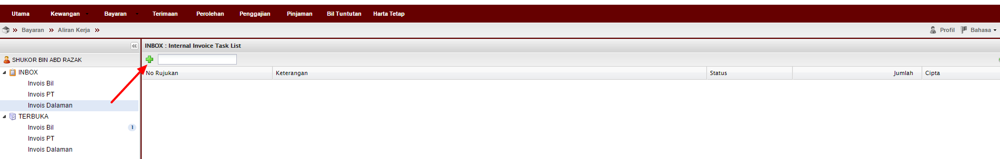 Utama Kewangan Bayaran Terimaan Perolehan Penggajian Pinjaman Bil Tuntutan Harta Tetap
Bayaran Aliran Kerja Profil Bahasa
INBOX : Internal Invoice Task List
SHUKOR BIN ABD RAZAK
No Rujukan Keterangan Status Jumlah Cipta
INBOX
Invois Bil
Invois PT
Invois Dalaman
TERBUKA
Invois Bil 1
Invois PT
Invois Dalaman